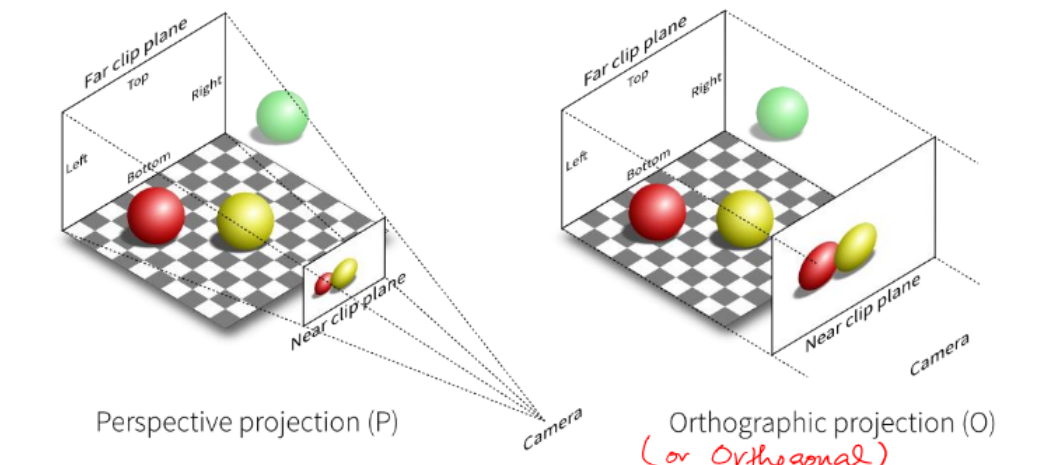 Far clip plane
Top
Right
Left
Bottom
Near clip plane
Camera
Perspective projection (P)
Far clip plane
Top
Right
Left
Bottom
Near clip plane
Camera
Orthographic projection (O)
(or Orthogonal)